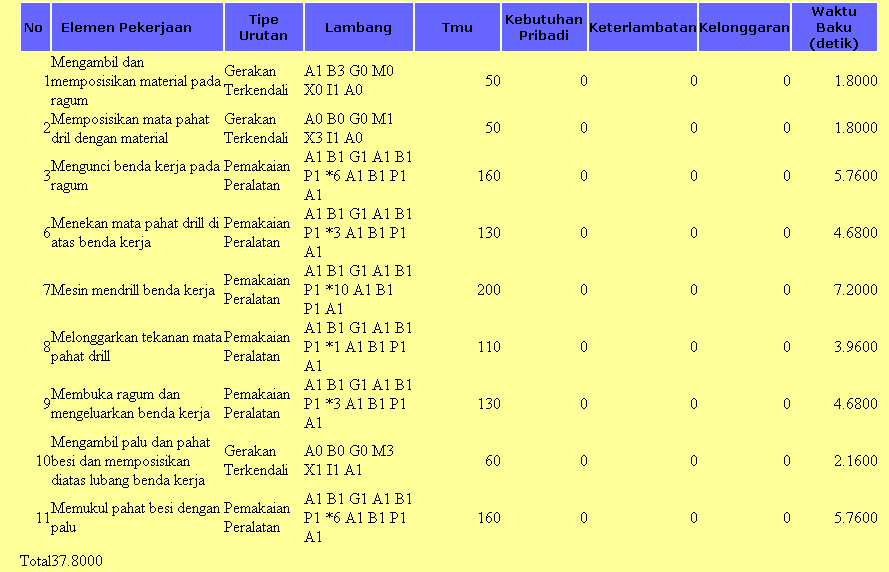 No Elemen Pekerjaan Tipe Urutan Lambang Tmu Kebutuhan Pribadi Keterlambatan Kelonggaran Waktu Baku (detik)
1 Mengambil dan memposisikan material pada ragum Gerakan Terkendali A1 B3 G0 M0 X0 I1 A0 50 0 0 0 1.8000
2 Memposisikan mata pahat dril dengan material Gerakan Terkendali A0 B0 G0 M1 X3 I1 A0 50 0 0 0 1.8000
3 Mengunci benda kerja pada ragum Pemakaian Peralatan A1 B1 G1 A1 B1 P1 *6 A1 B1 P1 A1 160 0 0 0 5.7600
6 Menekan mata pahat drill di atas benda kerja Pemakaian Peralatan A1 B1 G1 A1 B1 P1 *3 A1 B1 P1 A1 130 0 0 0 4.6800
7 Mesin mendrill benda kerja Pemakaian Peralatan A1 B1 G1 A1 B1 P1 *10 A1 B1 P1 A1 200 0 0 0 7.2000
8 Melonggarkan tekanan mata pahat drill Pemakaian Peralatan A1 B1 G1 A1 B1 P1 *1 A1 B1 P1 A1 110 0 0 0 3.9600
9 Membuka ragum dan mengeluarkan benda kerja Pemakaian Peralatan A1 B1 G1 A1 B1 P1 *3 A1 B1 P1 A1 130 0 0 0 4.6800
10 Mengambil palu dan pahat besi dan memposisikan diatas lubang benda kerja Gerakan Terkendali A0 B0 G0 M3 X1 I1 A1 60 0 0 0 2.1600
11 Memukul pahat besi dengan palu Pemakaian Peralatan A1 B1 G1 A1 B1 P1 *6 A1 B1 P1 A1 160 0 0 0 5.7600
Total 37.8000